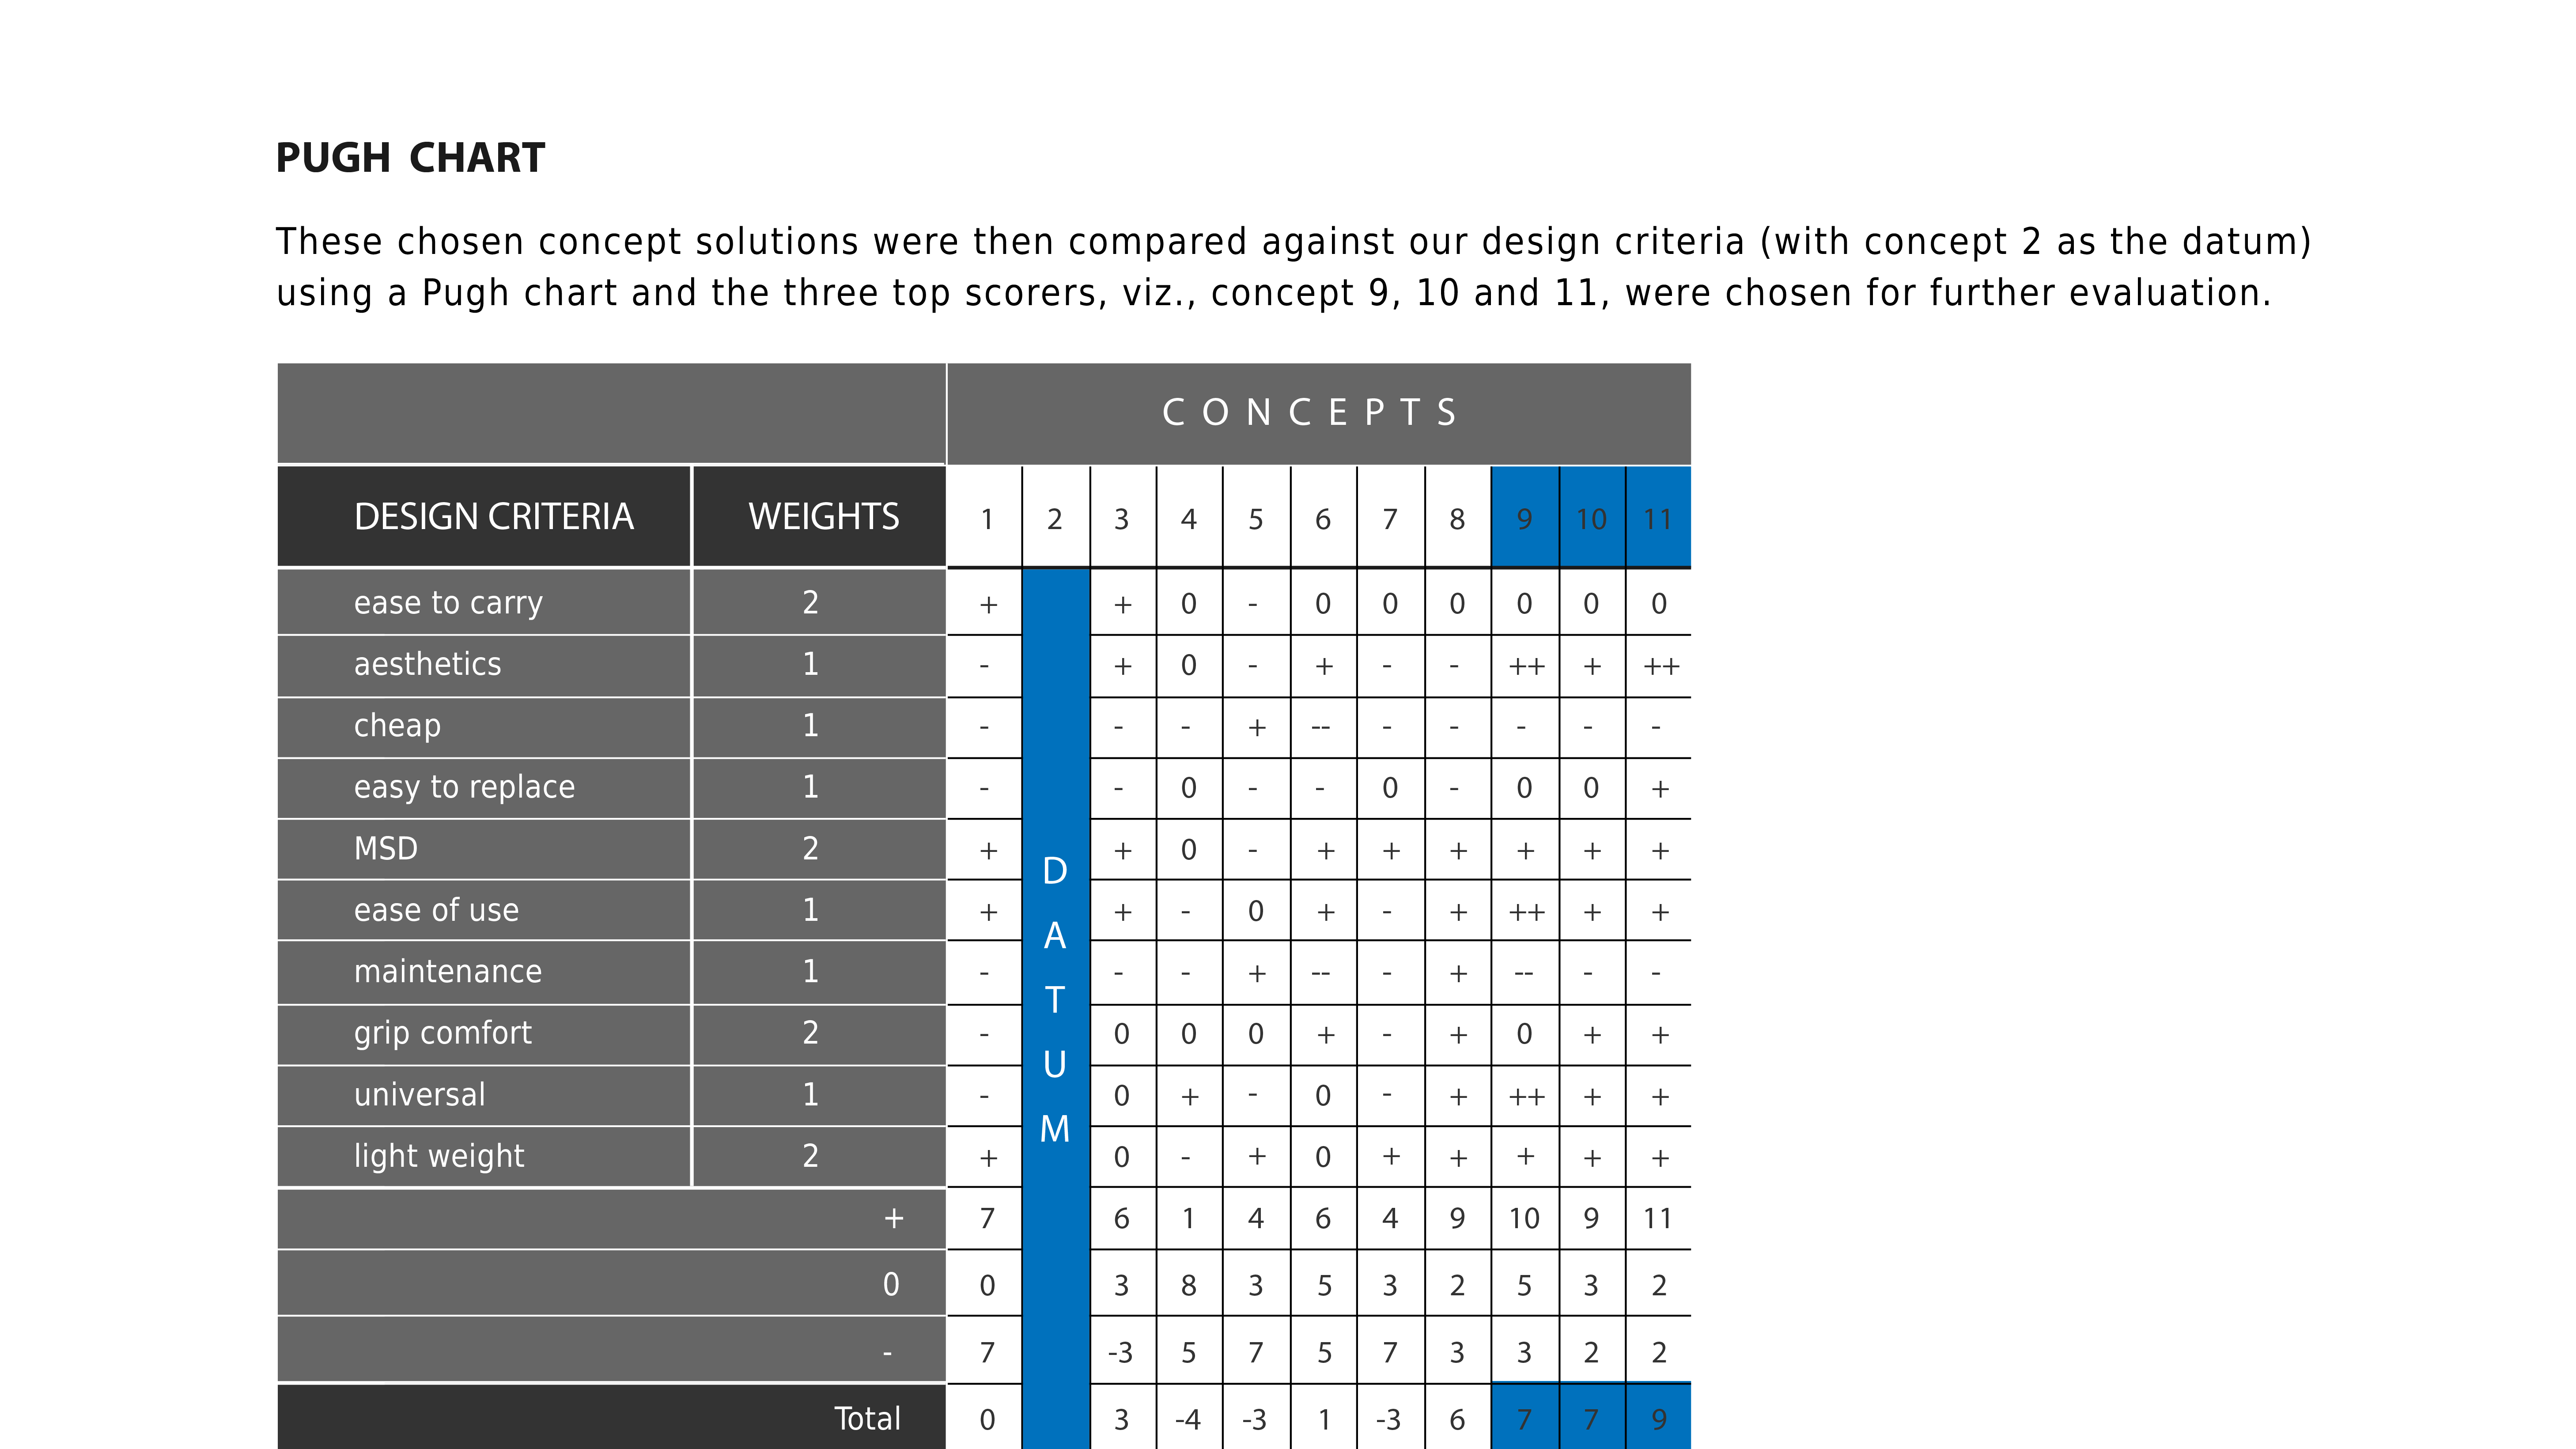 PUGH CHART
These chosen concept solutions were then compared against our design criteria (with concept 2 as the datum)
using a Pugh chart and the three top scorers, viz., concept 9, 10 and 11, were chosen for further evaluation.
CONCEPTS
DESIGN CRITERIA WEIGHTS 1 2 3 4 5 6 7 8 9 10 11
ease to carry 2 + + 0 - 0 0 0 0 0 0
aesthetics 1 - + 0 - + - - ++ + ++
cheap 1 - - - + -- - - - - -
easy to replace 1 - - 0 - - 0 - 0 0 +
MSD 2 + + 0 - + + + + + +
ease of use 1 + + - 0 + - + ++ + +
maintenance 1 - - - + -- - + -- - -
grip comfort 2 - 0 0 0 + - + 0 + +
universal 1 - 0 + - 0 - + ++ + +
light weight 2 + 0 - + 0 + + + + +
DATUM
+ 7 6 1 4 6 4 9 10 9 11
0 0 3 8 3 5 3 2 5 3 2
- 7 -3 5 7 5 7 3 3 2 2
Total 0 3 -4 -3 1 -3 6 7 7 9